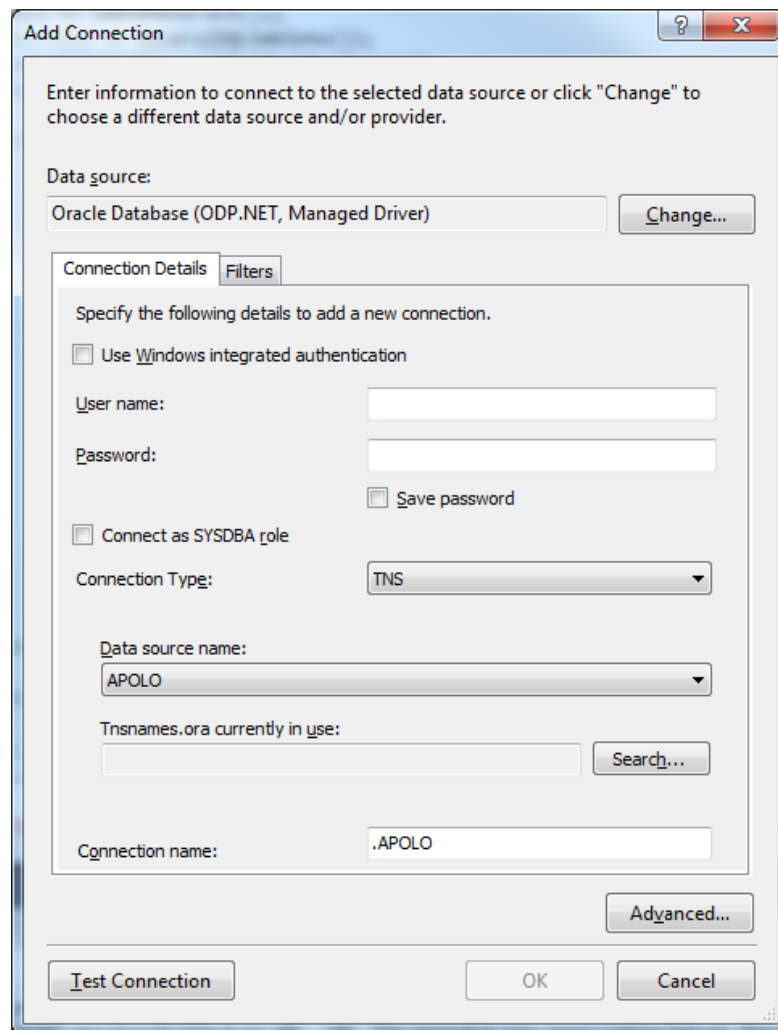 Add Connection
Enter information to connect to the selected data source or click "Change" to
choose a different data source and/or provider.
Data source:
Oracle Database (ODP.NET, Managed Driver)
Change...
Connection Details
Filters
Specify the following details to add a new connection.
Use Windows integrated authentication
User name:
Password:
Save password
Connect as SYSDBA role
Connection Type:
TNS
Data source name:
APOLO
Tnsnames.ora currently in use:
Search...
Connection name:
.APOLO
Advanced...
Test Connection
OK
Cancel